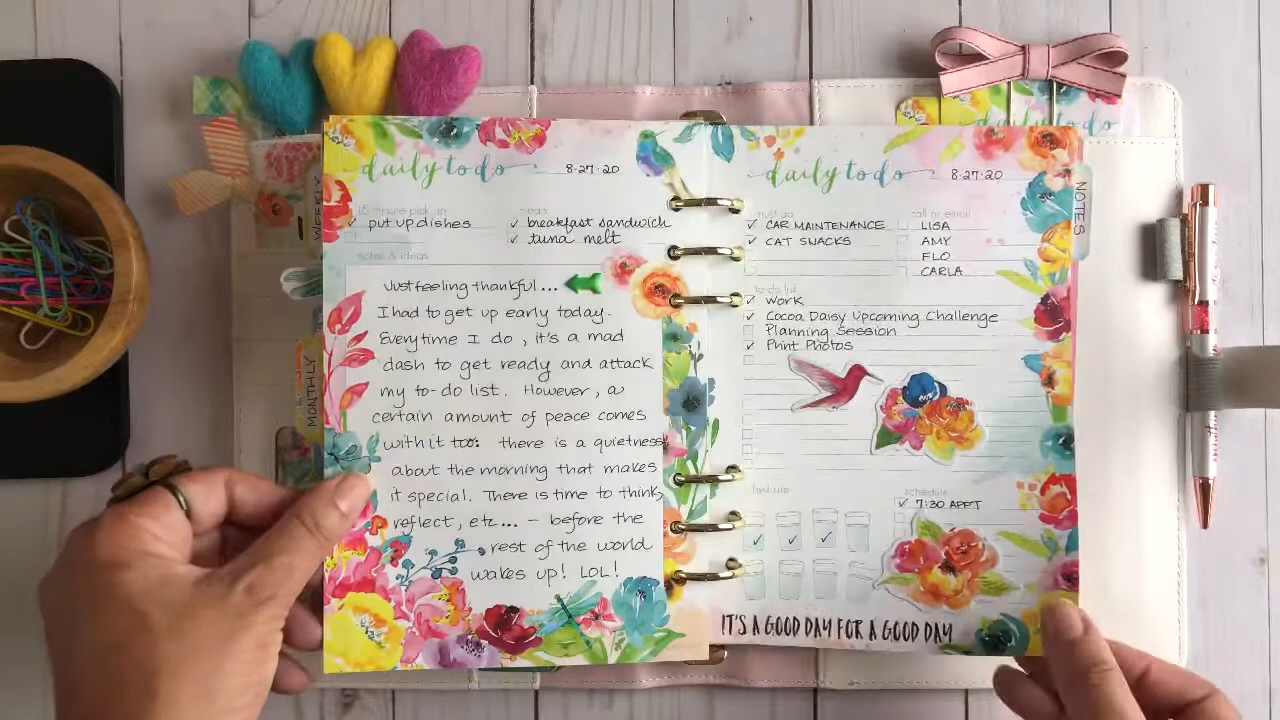 WEEKLY
MONTHLY
daily to do
8·27·20
15 minute pick up
✓ put up dishes
meals
✓ breakfast sandwich
✓ tuna melt
notes & ideas
Just feeling thankful...
I had to get up early today.
Everytime I do, it's a mad
dash to get ready and attack
my to-do list. However, a
certain amount of peace comes
with it too: there is a quietness
about the morning that makes
it special. There is time to think,
reflect, etc... - before the
rest of the world
wakes up! LOL!
daily to do
daily to do
8·27·20
must do
✓ CAR MAINTENANCE
✓ CAT SNACKS
call or email
LISA
AMY
FLO
CARLA
to-do list
✓ Work
✓ Cocoa Daisy Upcoming Challenge
Planning Session
✓ Print Photos
hydrate
schedule
✓ 7:30 APPT
IT'S A GOOD DAY FOR A GOOD DAY
NOTES